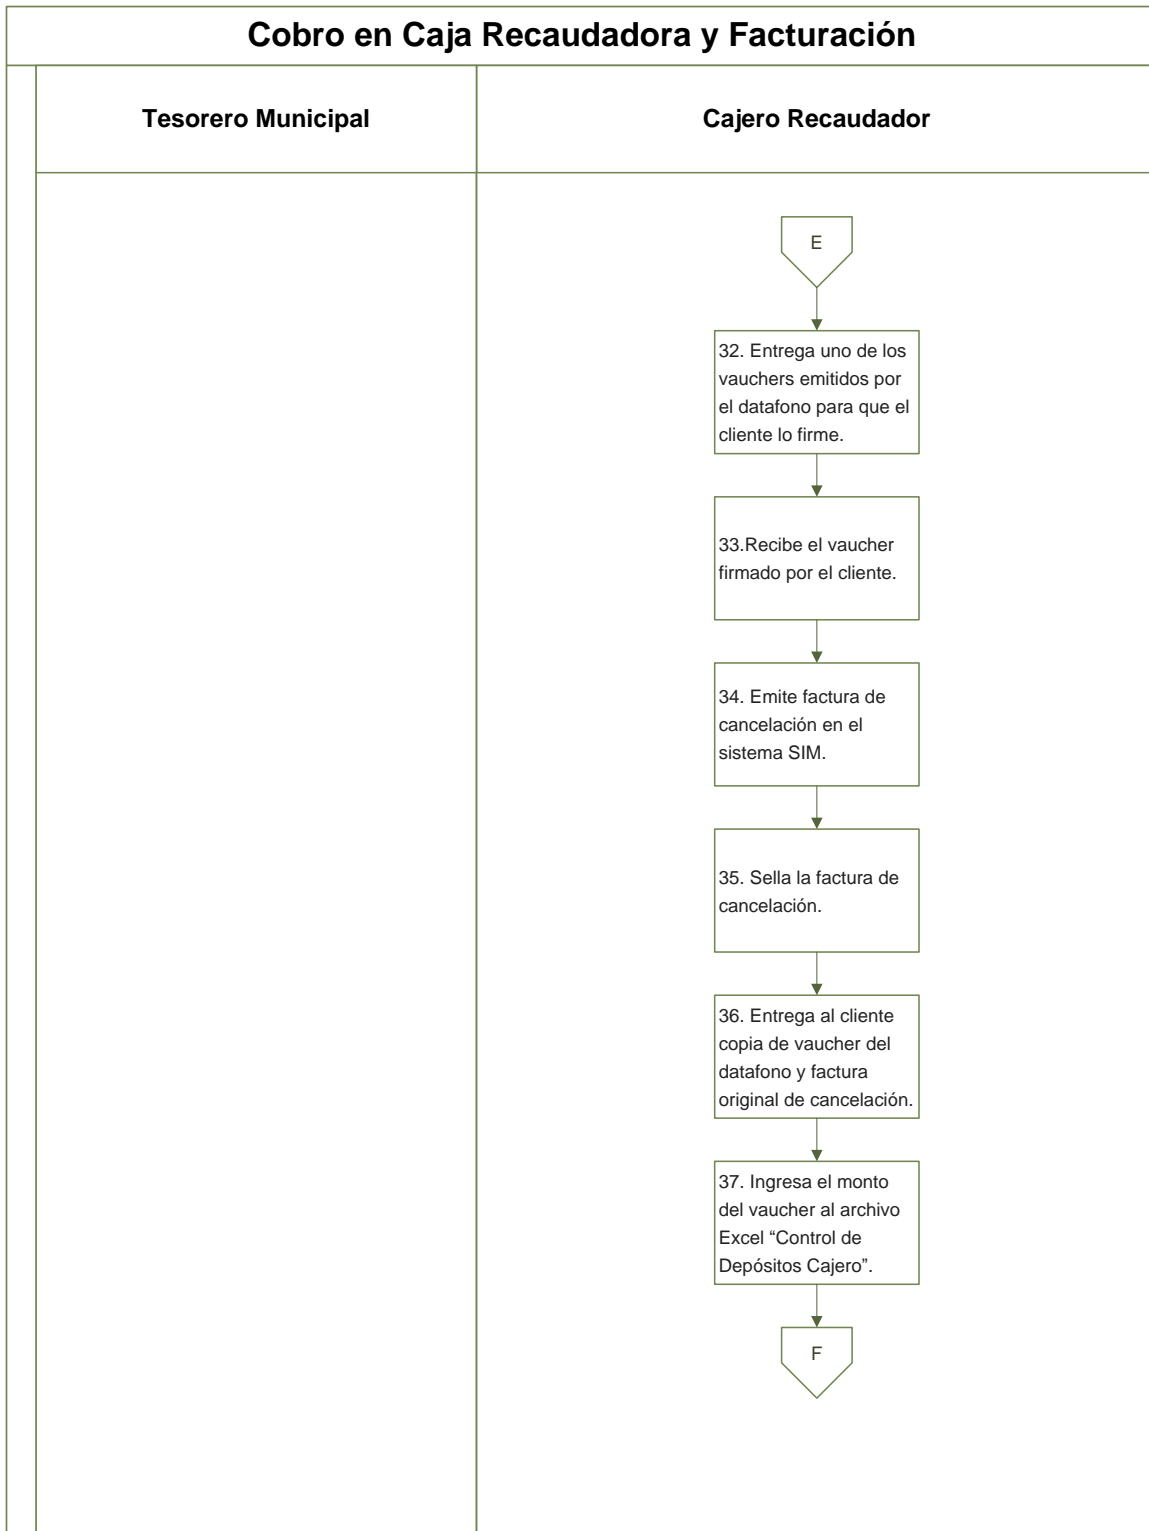 Cobro en Caja Recaudadora y Facturación
Tesorero Municipal
Cajero Recaudador
E
32. Entrega uno de los
vauchers emitidos por
el datafono para que el
cliente lo firme.
33.Recibe el vaucher
firmado por el cliente.
34. Emite factura de
cancelación en el
sistema SIM.
35. Sella la factura de
cancelación.
36. Entrega al cliente
copia de vaucher del
datafono y factura
original de cancelación.
37. Ingresa el monto
del vaucher al archivo
Excel “Control de
Depósitos Cajero”.
F